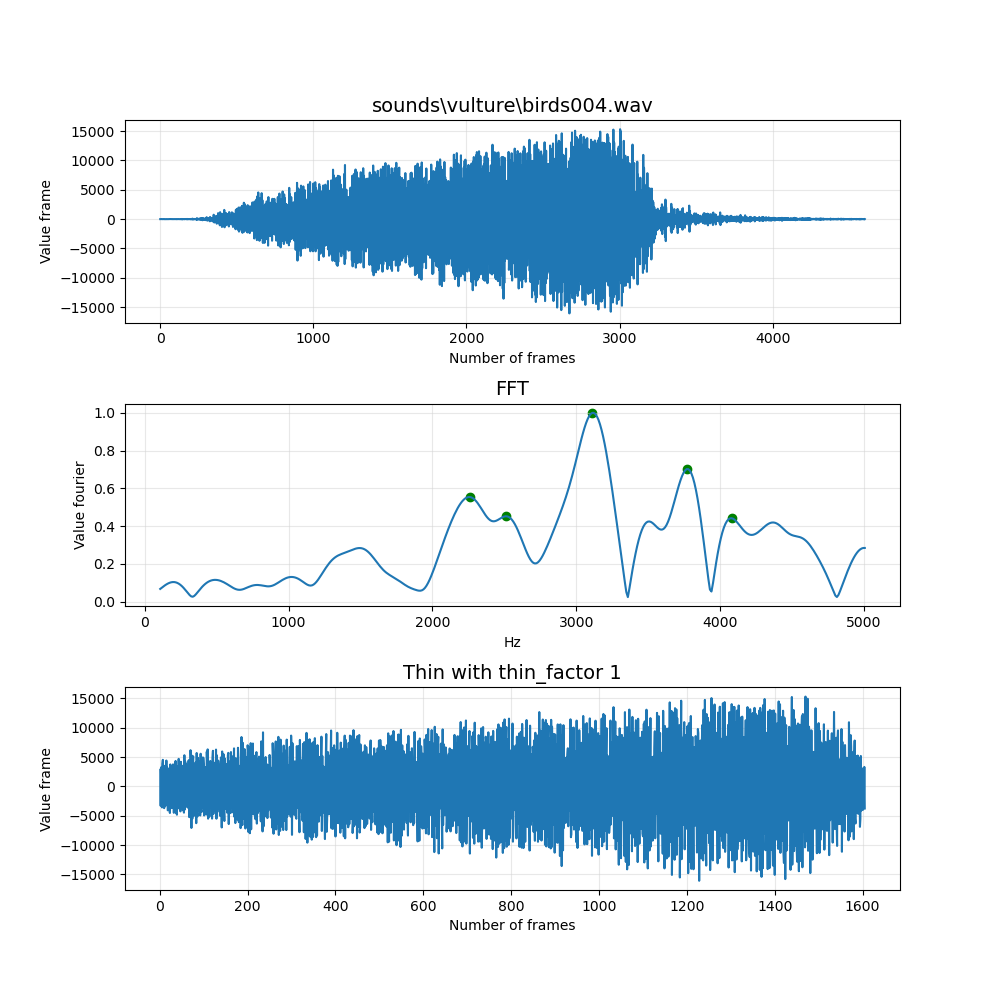 sounds\vulture\birds004.wav
15000
10000
5000
0
−5000
−10000
−15000
Value frame
0 1000 2000 3000 4000
Number of frames
FFT
1.0
0.8
0.6
0.4
0.2
0.0
Value fourier
0 1000 2000 3000 4000 5000
Hz
Thin with thin_factor 1
15000
10000
5000
0
−5000
−10000
−15000
Value frame
0 200 400 600 800 1000 1200 1400 1600
Number of frames